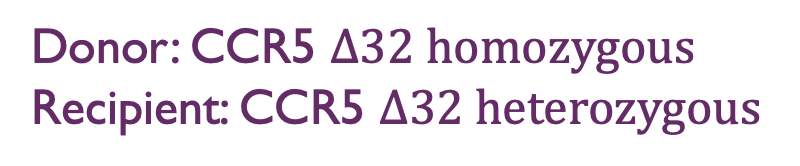 Donor: CCR5 Δ32 homozygous
Recipient: CCR5 Δ32 heterozygous